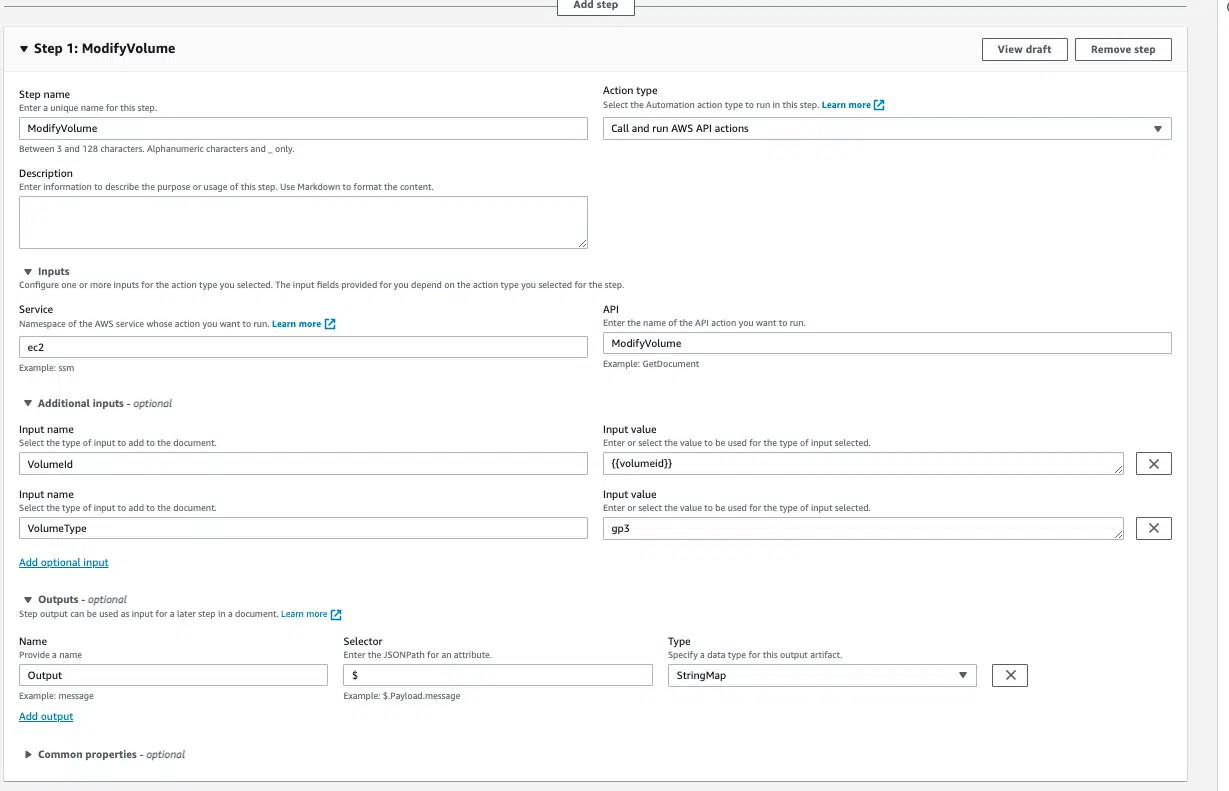 Add step
Step 1: ModifyVolume
View draft
Remove step
Step name
Enter a unique name for this step.
ModifyVolume
Between 3 and 128 characters. Alphanumeric characters and _ only.
Action type
Select the Automation action type to run in this step. Learn more
Call and run AWS API actions
Description
Enter information to describe the purpose or usage of this step. Use Markdown to format the content.
Inputs
Configure one or more inputs for the action type you selected. The input fields provided for you depend on the action type you selected for the step.
Service
Namespace of the AWS service whose action you want to run. Learn more
ec2
Example: ssm
API
Enter the name of the API action you want to run.
ModifyVolume
Example: GetDocument
Additional inputs - optional
Input name
Select the type of input to add to the document.
VolumeId
Input value
Enter or select the value to be used for the type of input selected.
{{volumeid}}
Input name
Select the type of input to add to the document.
VolumeType
Input value
Enter or select the value to be used for the type of input selected.
gp3
Add optional input
Outputs - optional
Step output can be used as input for a later step in a document. Learn more
Name
Provide a name
Output
Example: message
Selector
Enter the JSONPath for an attribute.
$
Example: $.Payload.message
Type
Specify a data type for this output artifact.
StringMap
Add output
Common properties - optional